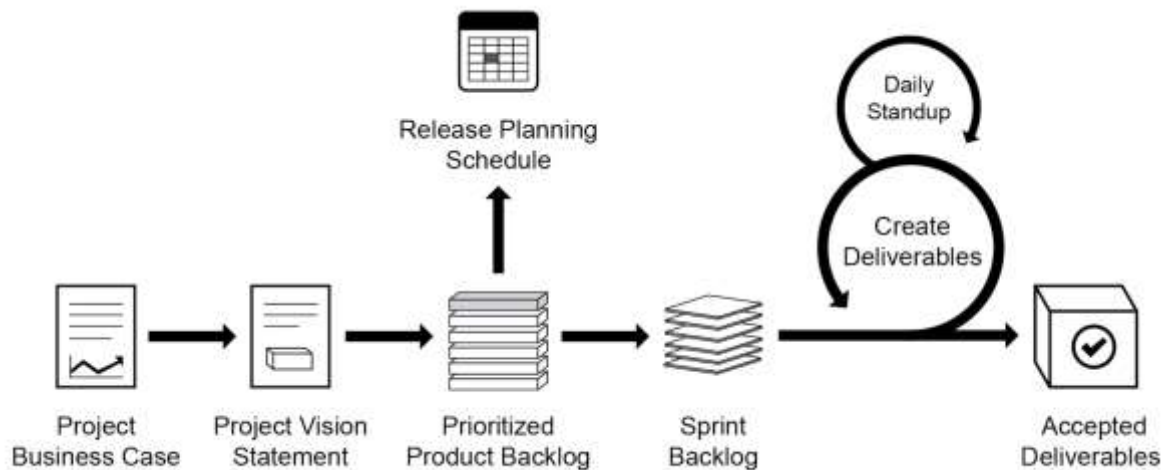 Release Planning
Schedule
Daily
Standup
Create
Deliverables
Project
Business Case
Project Vision
Statement
Prioritized
Product Backlog
Sprint
Backlog
Accepted
Deliverables